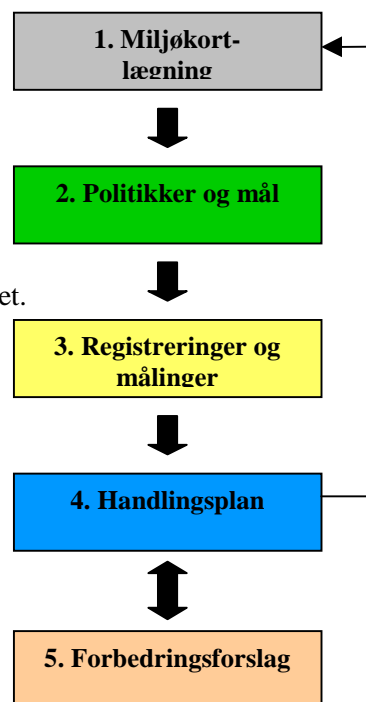 1. Miljøkort-
lægning
2. Politikker og mål
et.
3. Registreringer og
målinger
4. Handlingsplan
5. Forbedringsforslag